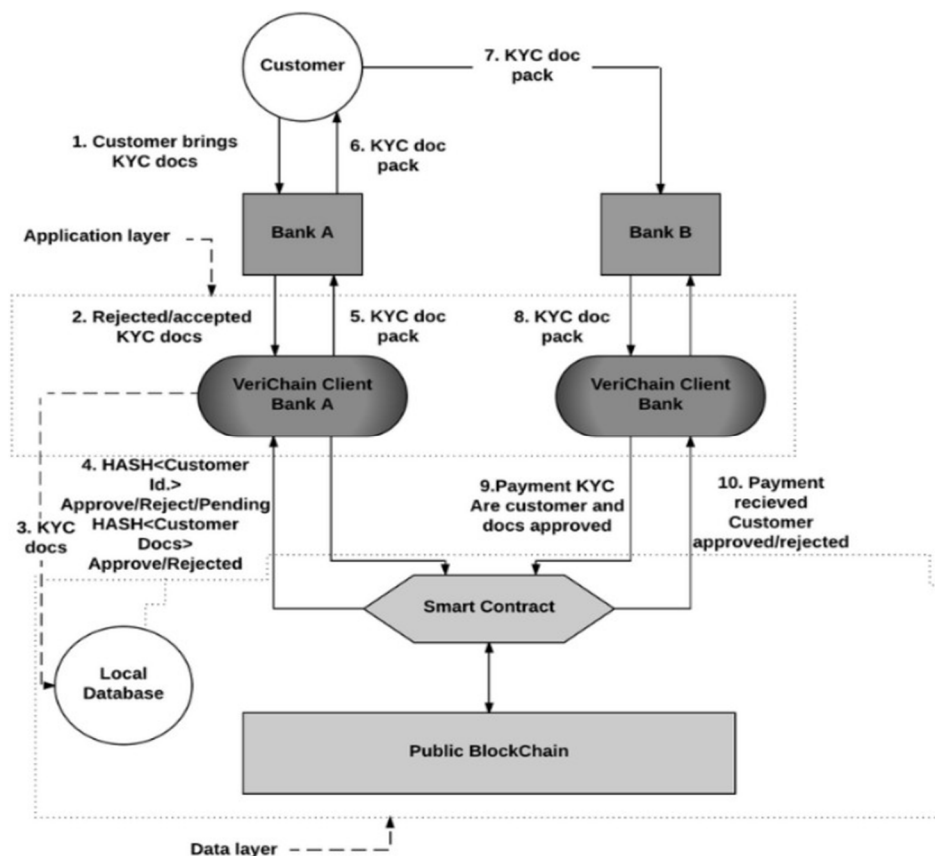 Customer
7. KYC doc
pack
1. Customer brings
KYC docs
6. KYC doc
pack
Bank A
Bank B
Application layer
2. Rejected/accepted
KYC docs
5. KYC doc
pack
8. KYC doc
pack
VeriChain Client
Bank A
VeriChain Client
Bank
4. HASH<Customer
Id.>
Approve/Reject/Pending
HASH<Customer
Docs>
Approve/Rejected
3. KYC
docs
9.Payment KYC
Are customer and
docs approved
10. Payment
recieved
Customer
approved/rejected
Smart Contract
Local
Database
Public BlockChain
Data layer